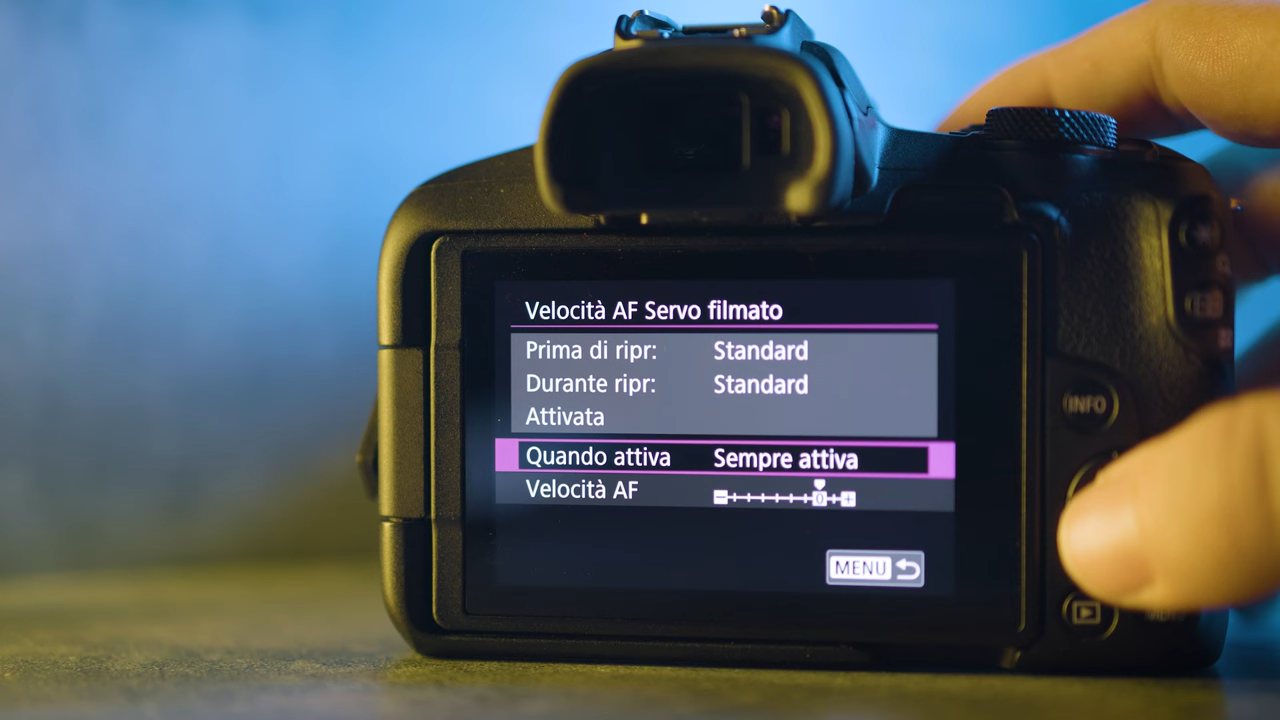 Velocità AF Servo filmato
Prima di ripr: Standard
Durante ripr: Standard
Attivata
Quando attiva Sempre attiva
Velocità AF 0
MENU
INFO